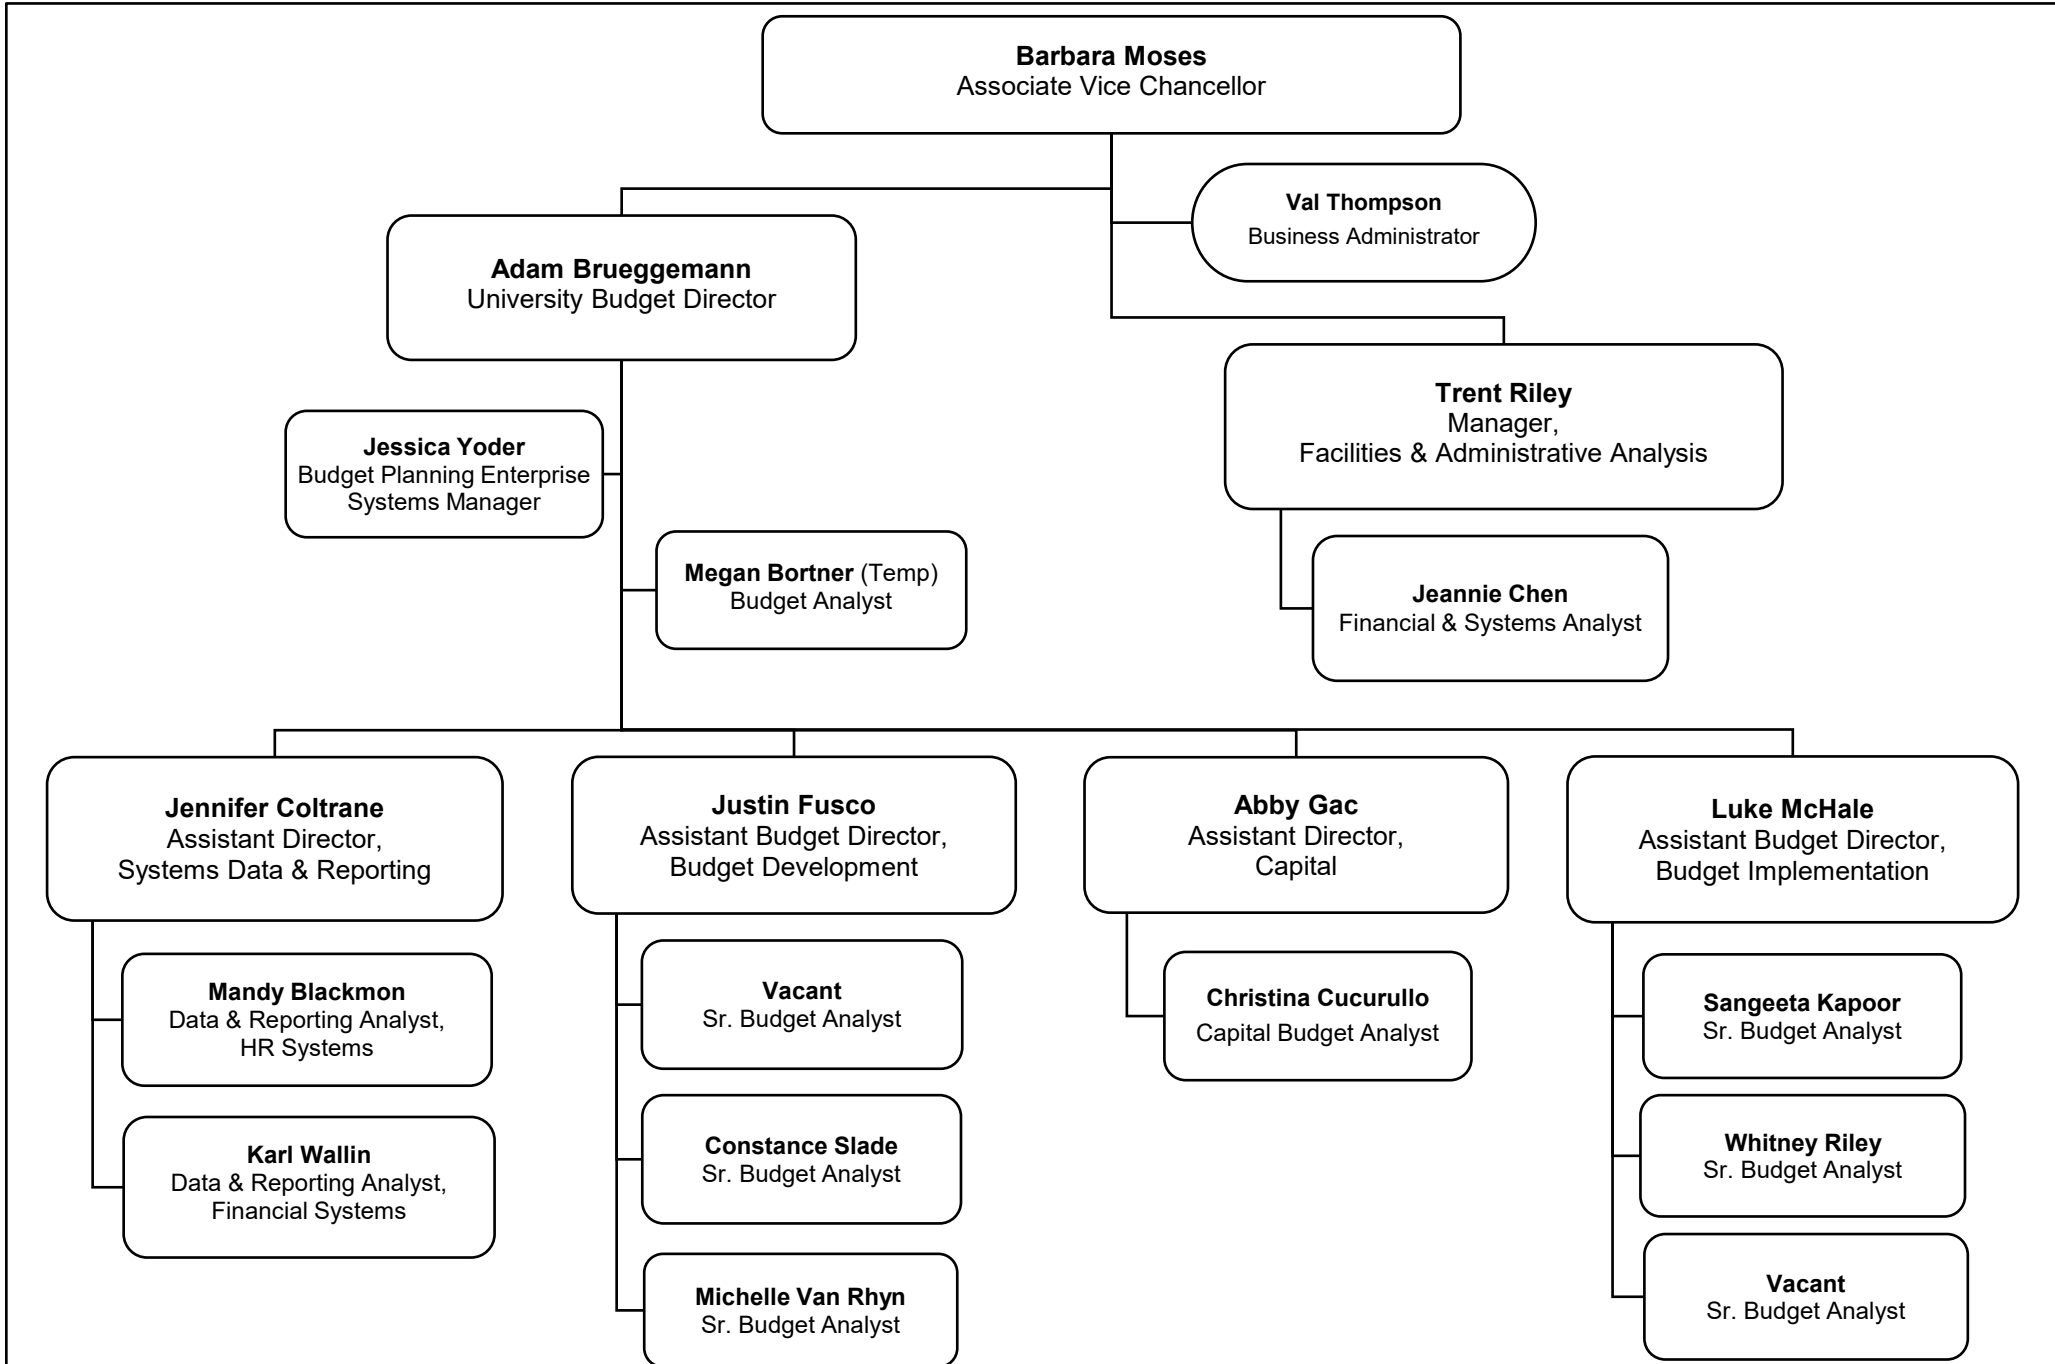 Barbara Moses
Associate Vice Chancellor
Val Thompson
Business Administrator
Adam Brueggemann
University Budget Director
Trent Riley
Manager,
Facilities & Administrative Analysis
Jessica Yoder
Budget Planning Enterprise
Systems Manager
Megan Bortner (Temp)
Budget Analyst
Jeannie Chen
Financial & Systems Analyst
Jennifer Coltrane
Assistant Director,
Systems Data & Reporting
Justin Fusco
Assistant Budget Director,
Budget Development
Abby Gac
Assistant Director,
Capital
Luke McHale
Assistant Budget Director,
Budget Implementation
Mandy Blackmon
Data & Reporting Analyst,
HR Systems
Karl Wallin
Data & Reporting Analyst,
Financial Systems
Vacant
Sr. Budget Analyst
Constance Slade
Sr. Budget Analyst
Michelle Van Rhyn
Sr. Budget Analyst
Christina Cucurullo
Capital Budget Analyst
Sangeeta Kapoor
Sr. Budget Analyst
Whitney Riley
Sr. Budget Analyst
Vacant
Sr. Budget Analyst